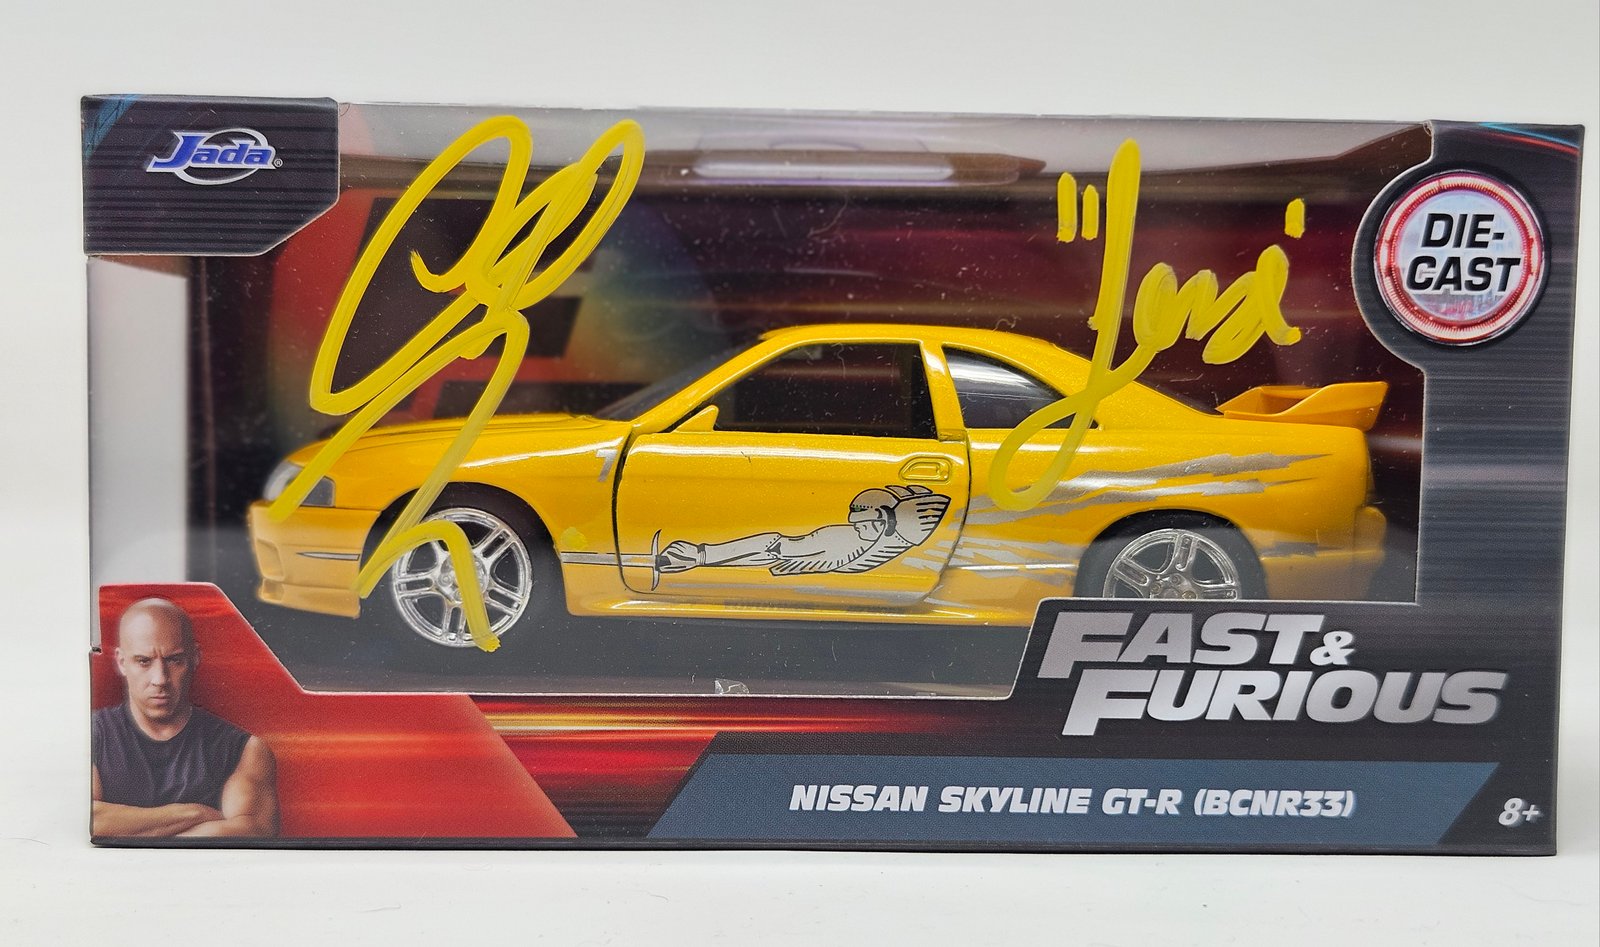 Jada®
DIE-
CAST
FAST &
FURIOUS
NISSAN SKYLINE GT-R (BCNR33)
8+